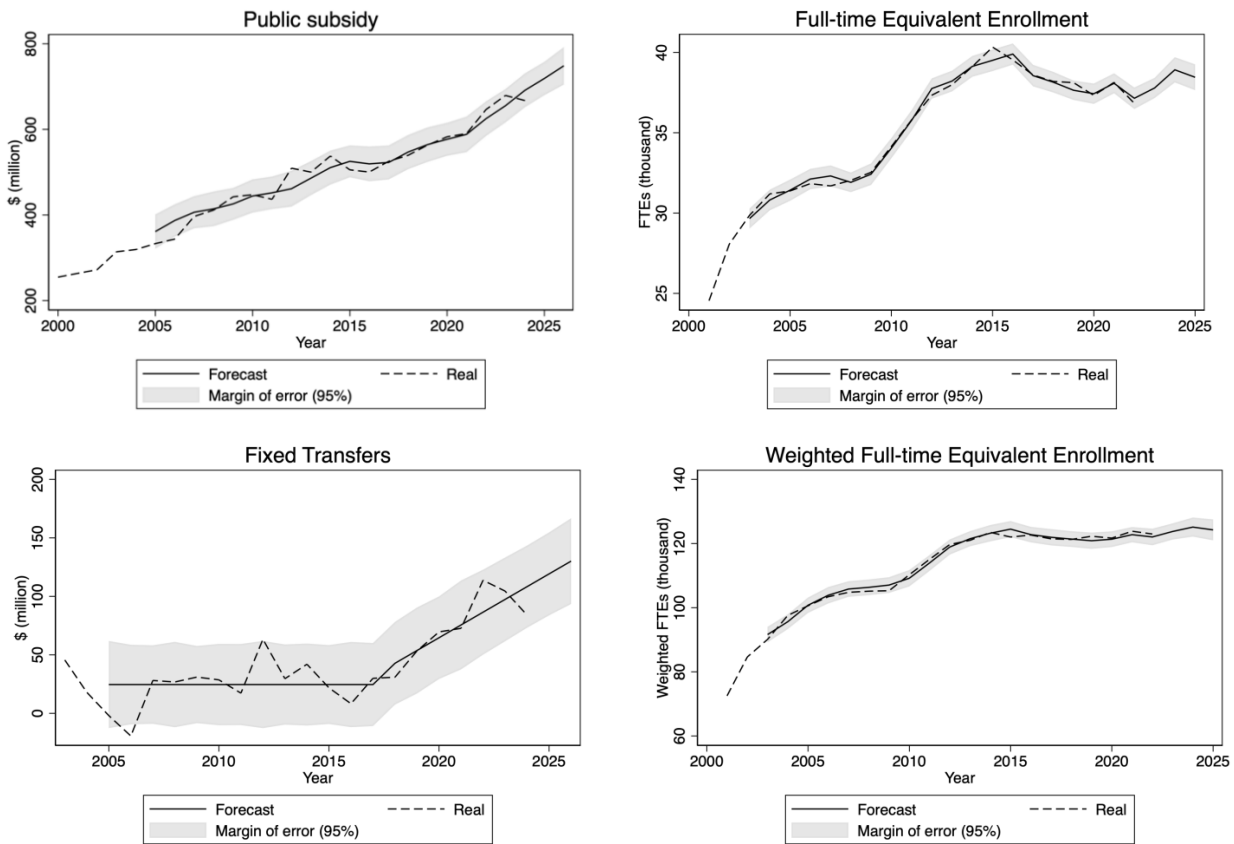 Public subsidy
$ (million)
800
600
400
200
2000 2005 2010 2015 2020 2025
Year
Forecast Real
Margin of error (95%)
Full-time Equivalent Enrollment
FTEs (thousand)
40
35
30
25
2000 2005 2010 2015 2020 2025
Year
Forecast Real
Margin of error (95%)
Fixed Transfers
$ (million)
200
150
100
50
0
2005 2010 2015 2020 2025
Year
Forecast Real
Margin of error (95%)
Weighted Full-time Equivalent Enrollment
Weighted FTEs (thousand)
140
120
100
80
60
2000 2005 2010 2015 2020 2025
Year
Forecast Real
Margin of error (95%)